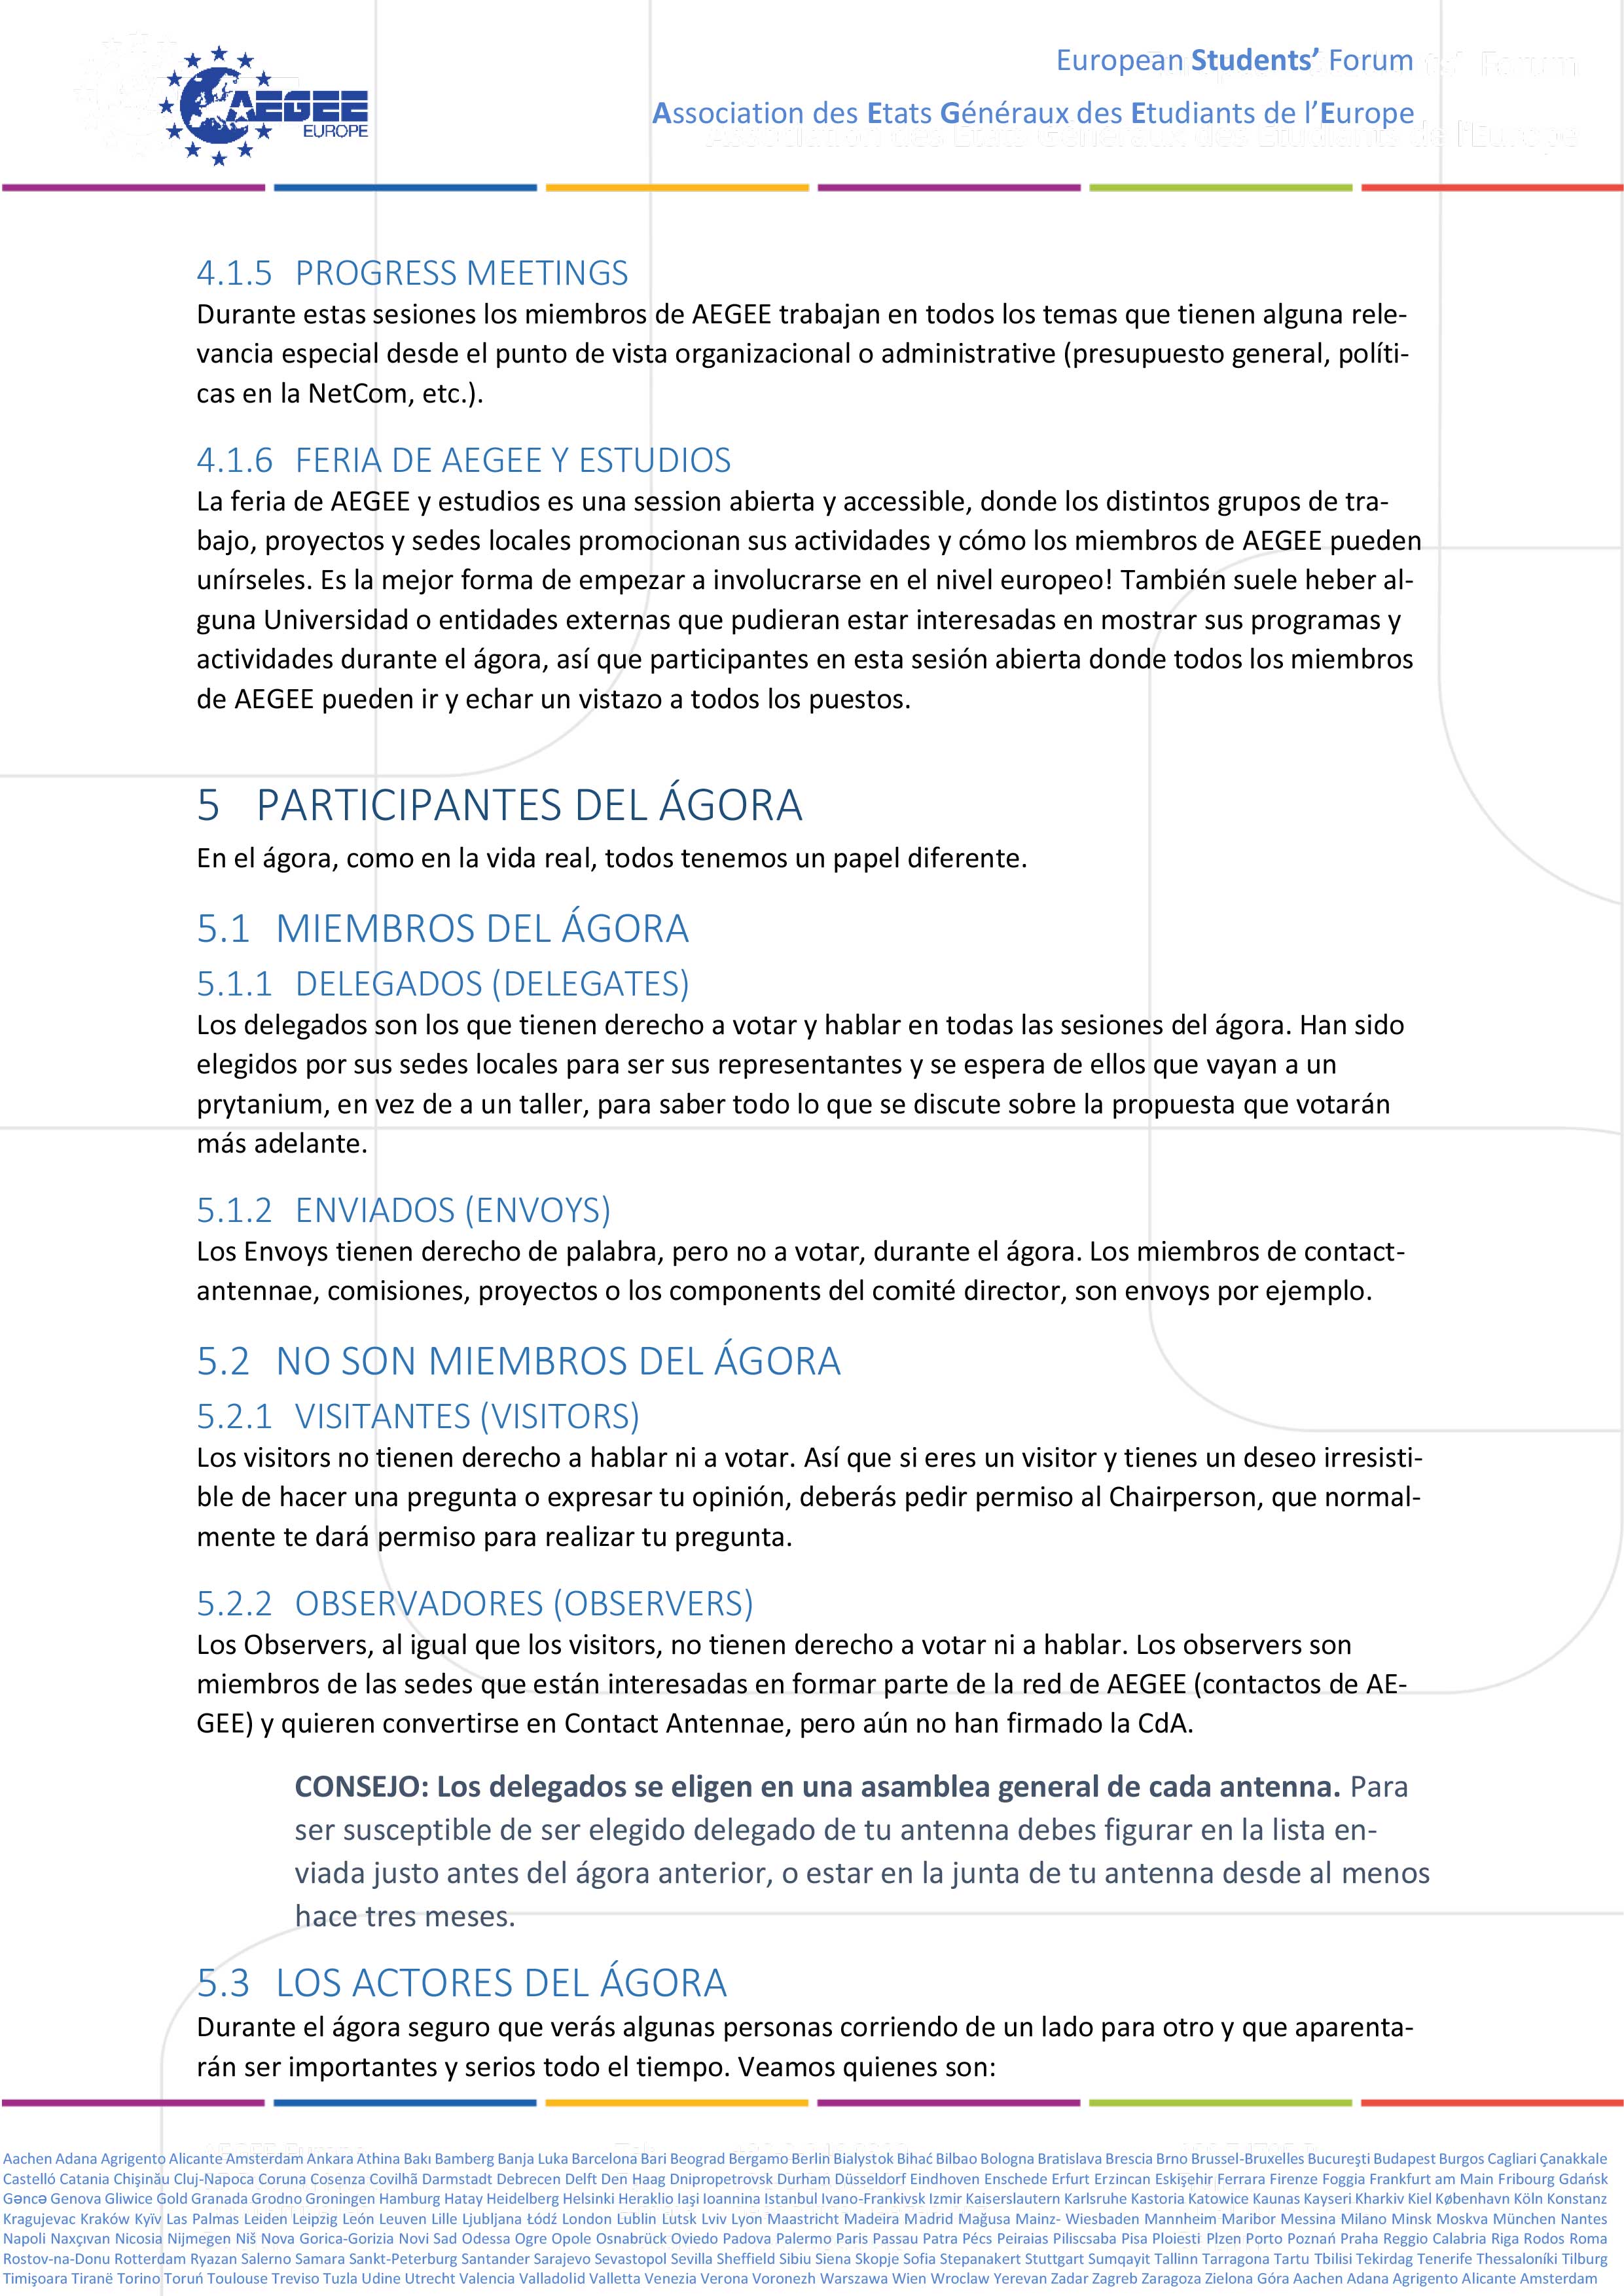 AEGEE
EUROPE
European Students’ Forum
Association des Etats Généraux des Etudiants de l’Europe
4.1.5 PROGRESS MEETINGS
Durante estas sesiones los miembros de AEGEE trabajan en todos los temas que tienen alguna rele-
vancia especial desde el punto de vista organizacional o administrative (presupuesto general, políti-
cas en la NetCom, etc.).
4.1.6 FERIA DE AEGEE Y ESTUDIOS
La feria de AEGEE y estudios es una session abierta y accessible, donde los distintos grupos de tra-
bajo, proyectos y sedes locales promocionan sus actividades y cómo los miembros de AEGEE pueden
unírseles. Es la mejor forma de empezar a involucrarse en el nivel europeo! También suele heber al-
guna Universidad o entidades externas que pudieran estar interesadas en mostrar sus programas y
actividades durante el ágora, así que participantes en esta sesión abierta donde todos los miembros
de AEGEE pueden ir y echar un vistazo a todos los puestos.
5 PARTICIPANTES DEL ÁGORA
En el ágora, como en la vida real, todos tenemos un papel diferente.
5.1 MIEMBROS DEL ÁGORA
5.1.1 DELEGADOS (DELEGATES)
Los delegados son los que tienen derecho a votar y hablar en todas las sesiones del ágora. Han sido
elegidos por sus sedes locales para ser sus representantes y se espera de ellos que vayan a un
prytanium, en vez de a un taller, para saber todo lo que se discute sobre la propuesta que votarán
más adelante.
5.1.2 ENVIADOS (ENVOYS)
Los Envoys tienen derecho de palabra, pero no a votar, durante el ágora. Los miembros de contact-
antennae, comisiones, proyectos o los components del comité director, son envoys por ejemplo.
5.2 NO SON MIEMBROS DEL ÁGORA
5.2.1 VISITANTES (VISITORS)
Los visitors no tienen derecho a hablar ni a votar. Así que si eres un visitor y tienes un deseo irresisti-
ble de hacer una pregunta o expresar tu opinión, deberás pedir permiso al Chairperson, que normal-
mente te dará permiso para realizar tu pregunta.
5.2.2 OBSERVADORES (OBSERVERS)
Los Observers, al igual que los visitors, no tienen derecho a votar ni a hablar. Los observers son
miembros de las sedes que están interesadas en formar parte de la red de AEGEE (contactos de AE-
GEE) y quieren convertirse en Contact Antennae, pero aún no han firmado la CdA.
CONSEJO: Los delegados se eligen en una asamblea general de cada antenna. Para
ser susceptible de ser elegido delegado de tu antenna debes figurar en la lista en-
viada justo antes del ágora anterior, o estar en la junta de tu antenna desde al menos
hace tres meses.
5.3 LOS ACTORES DEL ÁGORA
Durante el ágora seguro que verás algunas personas corriendo de un lado para otro y que aparenta-
rán ser importantes y serios todo el tiempo. Veamos quienes son:
Aachen Adana Agrigento Alicante Amsterdam Ankara Athina Bakı Bamberg Banja Luka Barcelona Bari Beograd Bergamo Berlin Bialystok Bihać Bilbao Bologna Bratislava Brescia Brno Brussel-Bruxelles Bucureşti Budapest Burgos Cagliari Çanakkale
Castelló Catania Chişinău Cluj-Napoca Coruna Cosenza Covilhã Darmstadt Debrecen Delft Den Haag Dnipropetrovsk Durham Düsseldorf Eindhoven Enschede Erfurt Erzincan Eskişehir Ferrara Firenze Foggia Frankfurt am Main Fribourg Gdańsk
Gəncə Genova Gliwice Gold Granada Grodno Groningen Hamburg Hatay Heidelberg Helsinki Heraklio Iaşi Ioannina Istanbul Ivano-Frankivsk Izmir Kaiserslautern Karlsruhe Kastoria Katowice Kaunas Kayseri Kharkiv Kiel København Köln Konstanz
Kragujevac Kraków Kyïv Las Palmas Leiden Leipzig León Leuven Lille Ljubljana Łódź London Lublin Lutsk Lviv Lyon Maastricht Madeira Madrid Mağusa Mainz- Wiesbaden Mannheim Maribor Messina Milano Minsk Moskva München Nantes
Napoli Naxçıvan Nicosia Nijmegen Niš Nova Gorica-Gorizia Novi Sad Odessa Ogre Opole Osnabrück Oviedo Padova Palermo Paris Passau Patra Pécs Peiraias Piliscsaba Pisa Ploiesti Plzen Porto Poznań Praha Reggio Calabria Riga Rodos Roma
Rostov-na-Donu Rotterdam Ryazan Salerno Samara Sankt-Peterburg Santander Sarajevo Sevastopol Sevilla Sheffield Sibiu Siena Skopje Sofia Stepanakert Stuttgart Sumqayit Tallinn Tarragona Tartu Tbilisi Tekirdag Tenerife Thessaloníki Tilburg
Timişoara Tiranë Torino Toruń Toulouse Treviso Tuzla Udine Utrecht Valencia Valladolid Valletta Venezia Verona Voronezh Warszawa Wien Wroclaw Yerevan Zadar Zagreb Zaragoza Zielona Góra Aachen Adana Agrigento Alicante Amsterdam